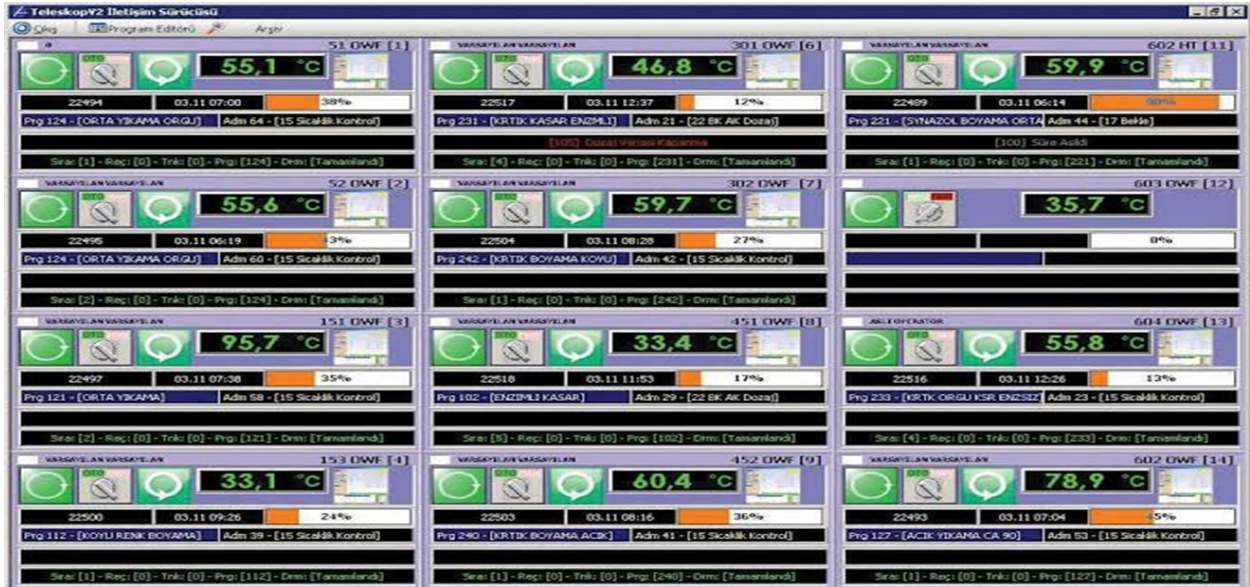 TeleskopV2 İletişim Sürücüsü
Çıkış Program Editörü Arşiv
51 OWF [1]
OTO
55,1 °C
22494 03.11 07:00 38%
Prg 124 - [ORTA YIKAMA ORGU] Adm 64 - [15 Sicaklik Kontrol]
Sıra: [1] - Reç: [0] - Tnk: [0] - Prg: [124] - Drm: [Tamamlandı]
VARSAYILAN VARSAYILAN 301 OWF [6]
OTO
46,8 °C
22517 03.11 12:37 12%
Prg 231 - [KRTIK KASAR ENZMLI] Adm 21 - [22 BK AK Dozaj]
[105] Dozaj Vanası Kapanma
Sıra: [4] - Reç: [0] - Tnk: [0] - Prg: [231] - Drm: [Tamamlandı]
VARSAYILAN VARSAYILAN 602 HT [11]
OTO
59,9 °C
22489 03.11 06:14
Prg 221 - [SYNAZOL BOYAMA ORTA Adm 44 - [17 Bekle]
[100] Süre Asildi
Sıra: [1] - Reç: [0] - Tnk: [0] - Prg: [221] - Drm: [Tamamlandı]
VARSAYILAN VARSAYILAN 52 OWF [2]
OTO
55,6 °C
22495 03.11 06:19
Prg 124 - [ORTA YIKAMA ORGU] Adm 60 - [15 Sicaklik Kontrol]
Sıra: [2] - Reç: [0] - Tnk: [0] - Prg: [124] - Drm: [Tamamlandı]
VARSAYILAN VARSAYILAN 302 OWF [7]
OTO
59,7 °C
22504 03.11 08:28 27%
Prg 242 - [KRTIK BOYAMA KOYU] Adm 42 - [15 Sicaklik Kontrol]
Sıra: [1] - Reç: [0] - Tnk: [0] - Prg: [242] - Drm: [Tamamlandı]
603 OWF [12]
35,7 °C
0%
VARSAYILAN VARSAYILAN 151 OWF [3]
OTO
95,7 °C
22497 03.11 07:38 35%
Prg 121 - [ORTA YIKAMA] Adm 58 - [15 Sicaklik Kontrol]
Sıra: [2] - Reç: [0] - Tnk: [0] - Prg: [121] - Drm: [Tamamlandı]
VARSAYILAN VARSAYILAN 451 OWF [8]
OTO
33,4 °C
22518 03.11 11:53 17%
Prg 102 - [ENZIMLI KASAR] Adm 29 - [22 BK AK Dozaj]
Sıra: [5] - Reç: [0] - Tnk: [0] - Prg: [102] - Drm: [Tamamlandı]
ASLI OPERATOR 604 OWF [13]
OTO
55,8 °C
22516 03.11 12:26 13%
Prg 233 - [KRTK ORGU KSR ENZSIZ] Adm 23 - [15 Sicaklik Kontrol]
Sıra: [4] - Reç: [0] - Tnk: [0] - Prg: [233] - Drm: [Tamamlandı]
VARSAYILAN VARSAYILAN 153 OWF [4]
OTO
33,1 °C
22500 03.11 09:26 24%
Prg 112 - [KOYU RENK BOYAMA] Adm 39 - [15 Sicaklik Kontrol]
Sıra: [1] - Reç: [0] - Tnk: [0] - Prg: [112] - Drm: [Tamamlandı]
VARSAYILAN VARSAYILAN 452 OWF [9]
OTO
60,4 °C
22503 03.11 08:16 36%
Prg 240 - [KRTIK BOYAMA ACIK] Adm 41 - [15 Sicaklik Kontrol]
Sıra: [1] - Reç: [0] - Tnk: [0] - Prg: [240] - Drm: [Tamamlandı]
VARSAYILAN VARSAYILAN 602 OWF [14]
OTO
78,9 °C
22493 03.11 07:04
Prg 127 - [ACIK YIKAMA CA 90] Adm 53 - [15 Sicaklik Kontrol]
Sıra: [1] - Reç: [0] - Tnk: [0] - Prg: [127] - Drm: [Tamamlandı]